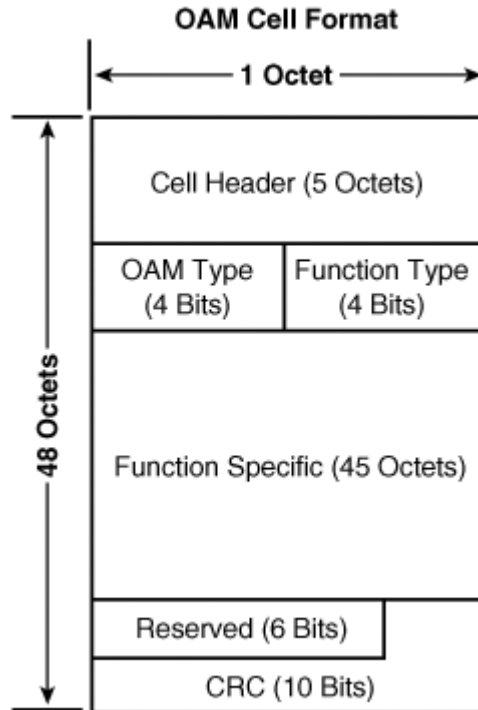 OAM Cell Format
1 Octet
Cell Header (5 Octets)
OAM Type
(4 Bits)
Function Type
(4 Bits)
48 Octets
Function Specific (45 Octets)
Reserved (6 Bits)
CRC (10 Bits)